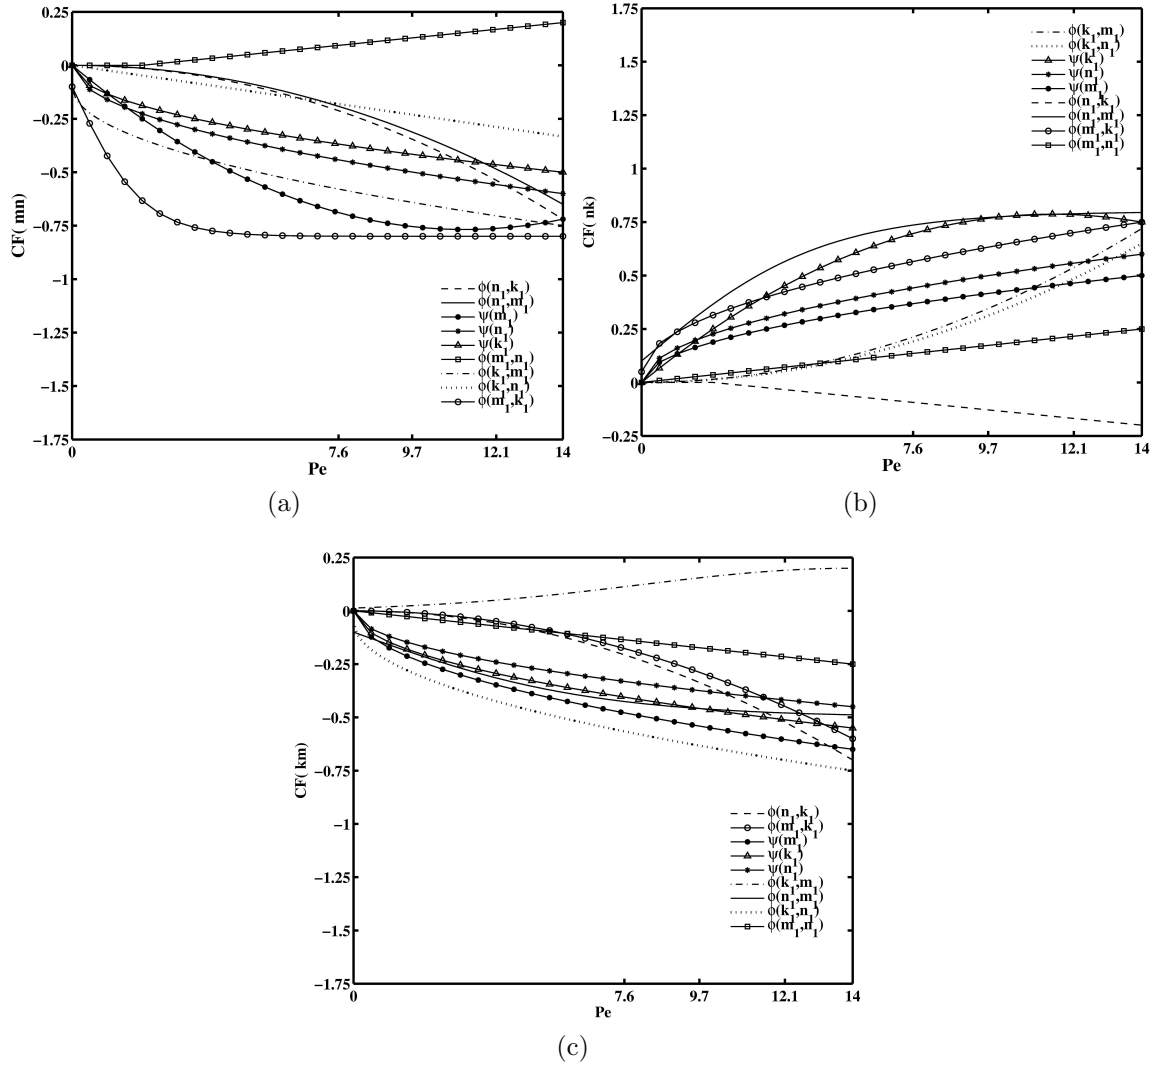 0.25
0
−0.25
−0.5
−0.75
−1
−1.25
−1.5
−1.75
CF( mn)
0 7.6 9.7 12.1 14
Pe
ϕ(n₁,k₁)
ϕ(n₁,m₁)
ψ(m₁)
ψ(n₁)
ψ(k₁)
ϕ(m₁,n₁)
ϕ(k₁,m₁)
ϕ(k₁,n₁)
ϕ(m₁,k₁)
(a)
1.75
1.5
1.25
1
0.75
0.5
0.25
0
−0.25
CF( nk)
0 7.6 9.7 12.1 14
Pe
ϕ(k₁,m₁)
ϕ(k₁,n₁)
ψ(k₁)
ψ(n₁)
ψ(m₁)
ϕ(n₁,k₁)
ϕ(n₁,m₁)
ϕ(m₁,k₁)
ϕ(m₁,n₁)
(b)
0.25
0
−0.25
−0.5
−0.75
−1
−1.25
−1.5
−1.75
CF( km)
0 7.6 9.7 12.1 14
Pe
ϕ(n₁,k₁)
ϕ(m₁,k₁)
ψ(m₁)
ψ(k₁)
ψ(n₁)
ϕ(k₁,m₁)
ϕ(n₁,m₁)
ϕ(k₁,n₁)
ϕ(m₁,n₁)
(c)